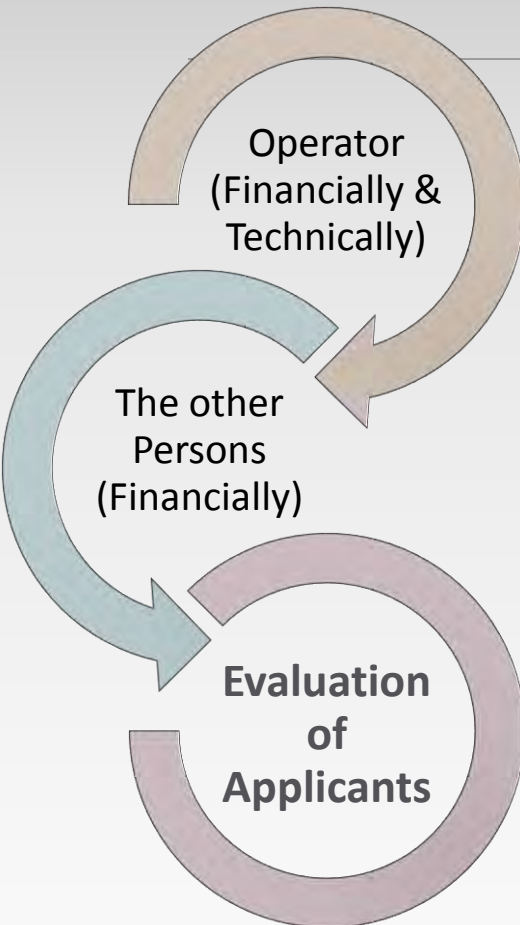 Operator
(Financially &
Technically)
The other
Persons
(Financially)
Evaluation
of
Applicants